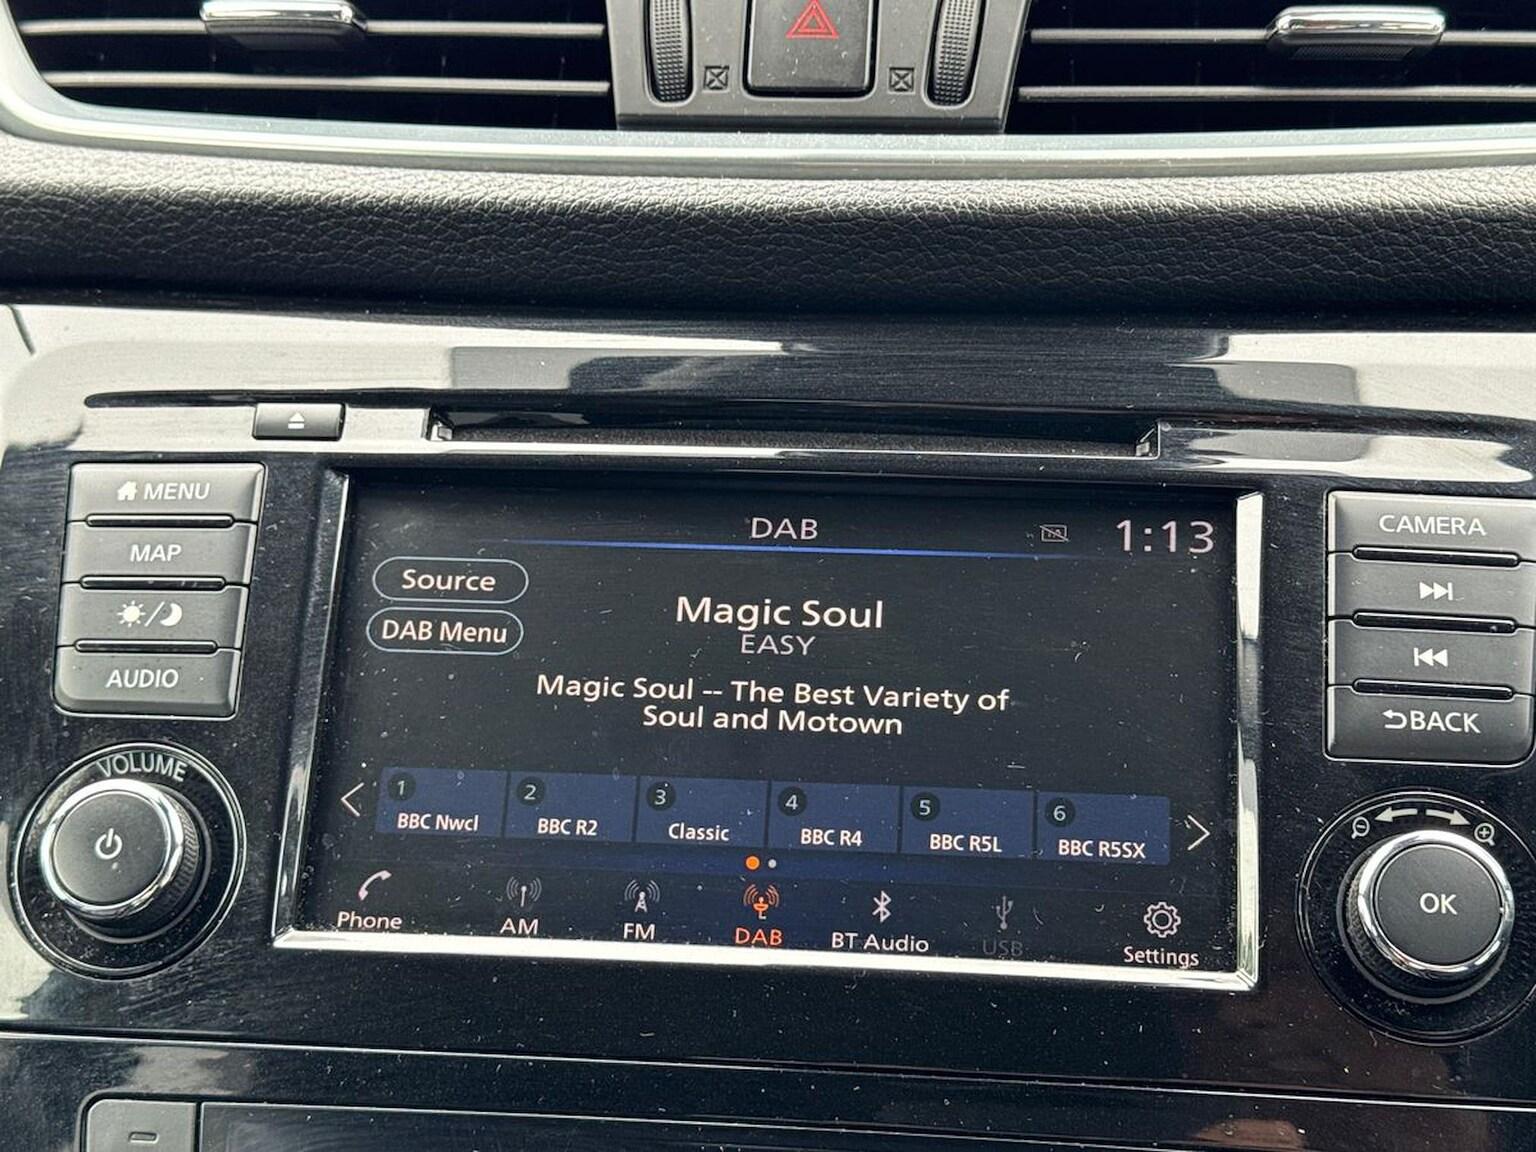 MENU
MAP
AUDIO
VOLUME
DAB
TA
1:13
Source
DAB Menu
Magic Soul
EASY
Magic Soul -- The Best Variety of
Soul and Motown
1
BBC Nwcl
2
BBC R2
3
Classic
4
BBC R4
5
BBC R5L
6
BBC R5SX
Phone
AM
FM
DAB
BT Audio
USB
Settings
CAMERA
BACK
OK